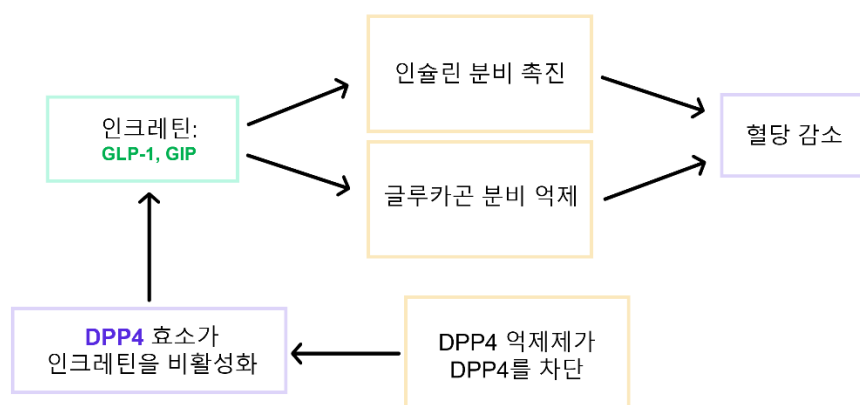 인슐린 분비 촉진
인크레틴:
GLP-1, GIP
혈당 감소
글루카곤 분비 억제
DPP4 효소가
인크레틴을 비활성화
DPP4 억제제가
DPP4를 차단